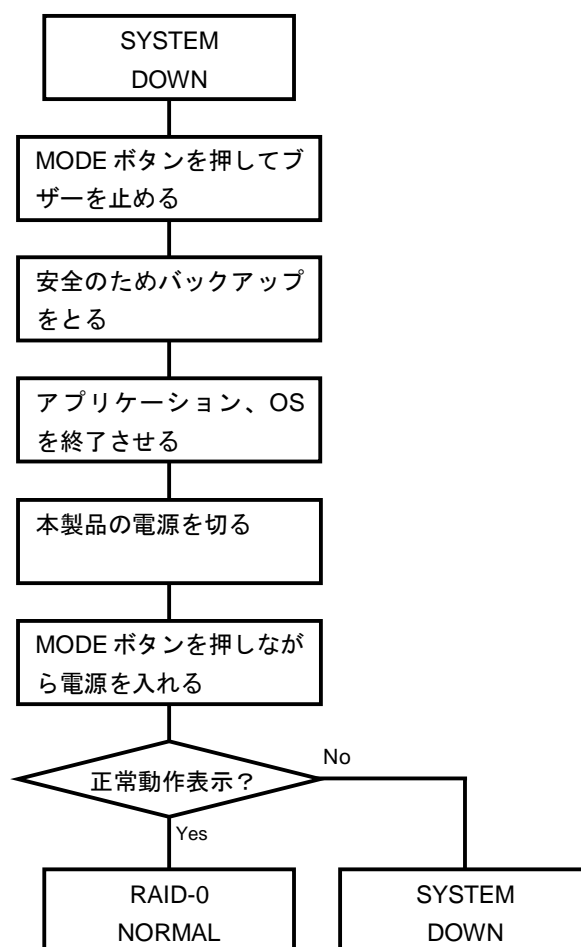 SYSTEM
DOWN
MODE ボタンを押してブ
ザーを止める
安全のためバックアップ
をとる
アプリケーション、OS
を終了させる
本製品の電源を切る
MODE ボタンを押しなが
ら電源を入れる
正常動作表示？
No
Yes
RAID-0
NORMAL
SYSTEM
DOWN